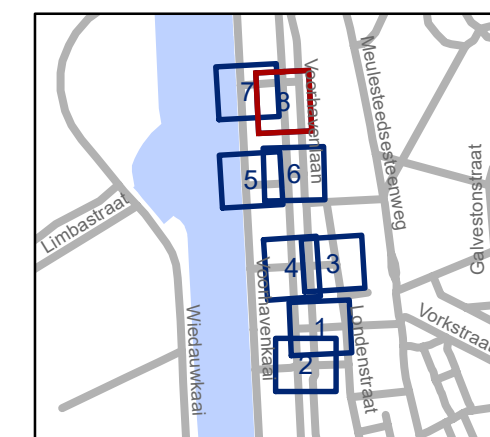 Voorhavenlaan
Meulesteedsesteenweg
7
8
5
6
Galvestonstraat
Limbastraat
4
3
Voorhavenkaai
Wiedauwkaai
1
Londenstraat
Vorkstraat
2